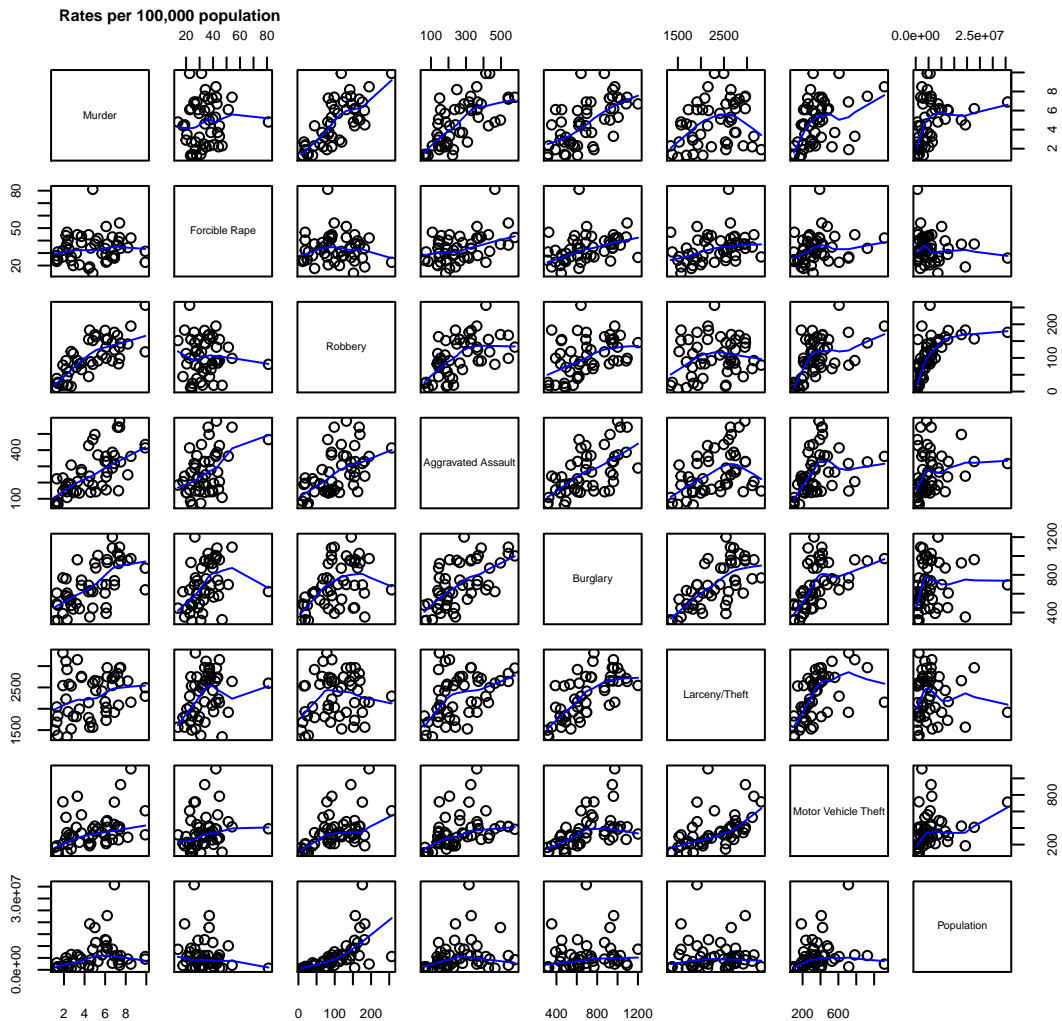 Rates per 100,000 population
20 40 60 80
100 300 500
1500 2500
0.0e+00 2.5e+07
Murder
2 4 6 8
20 50 80
Forcible Rape
Robbery
0 100 200
100 400
Aggravated Assault
Burglary
400 800 1200
1500 2500
Larceny/Theft
Motor Vehicle Theft
200 400 800
0.0e+00 3.0e+07
Population
2 4 6 8
0 100 200
400 800 1200
200 400 600